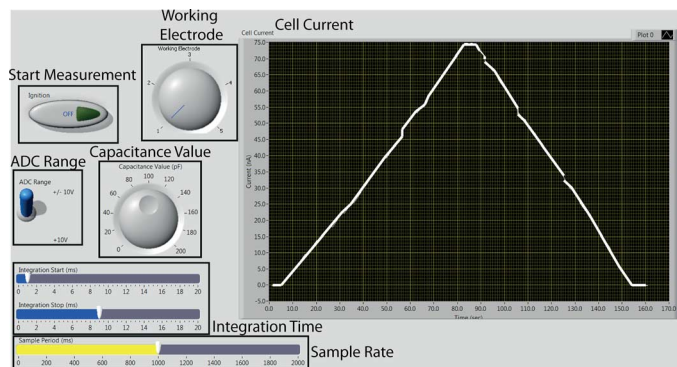 Working
Electrode
Working Electrode
1 2 3 4 5
Start Measurement
Ignition
OFF
ADC Range
ADC Range
+/- 10V
+10V
Capacitance Value
Capacitance Value (pF)
0 20 40 60 80 100 120 140 160 180 200
Integration Start (ms)
0 2 4 6 8 10 12 14 16 18 20
Integration Stop (ms)
0 2 4 6 8 10 12 14 16 18 20
Integration Time
Sample Period (ms)
0 200 400 600 800 1000 1200 1400 1600 1800 2000
Sample Rate
Cell Current
Cell Current
Plot 0
Current (nA)
75.0
70.0
65.0
60.0
55.0
50.0
45.0
40.0
35.0
30.0
25.0
20.0
15.0
10.0
5.0
0.0
-5.0
0.0 10.0 20.0 30.0 40.0 50.0 60.0 70.0 80.0 90.0 100.0 110.0 120.0 130.0 140.0 150.0 160.0 170.0
Time (sec)